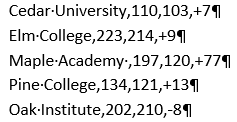 Cedar·University,110,103,+7¶
Elm·College,223,214,+9¶
Maple·Academy·,197,120,+77¶
Pine·College,134,121,+13¶
Oak·Institute,202,210,-8¶